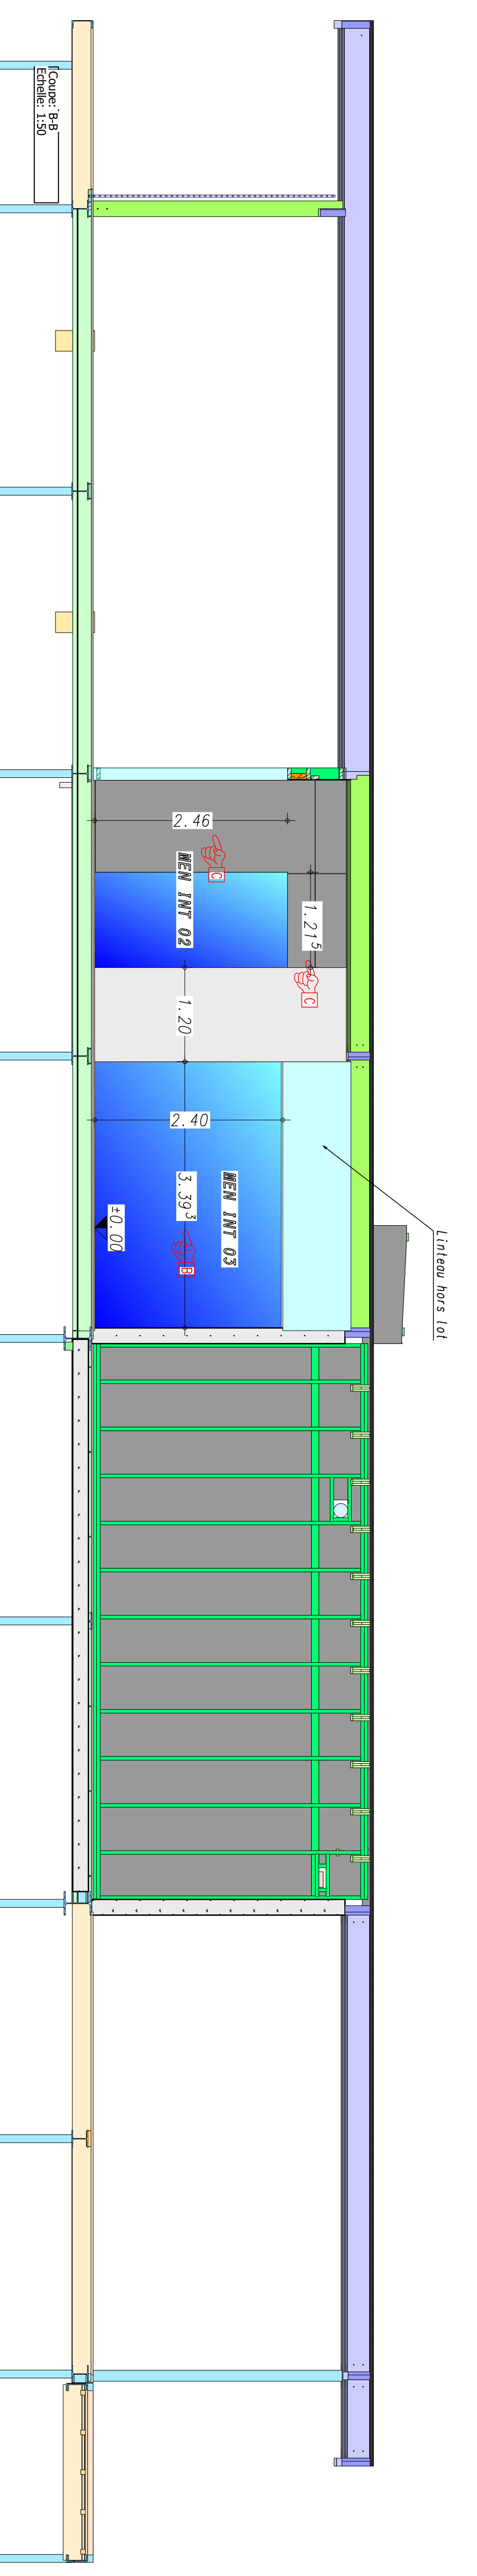 Coupe: B-B
Echelle: 1:50
2.46
C
MEN INT 02
1.21⁵
C
1.20
2.40
MEN INT 03
3.39³
B
±0.00
Linteau hors lot